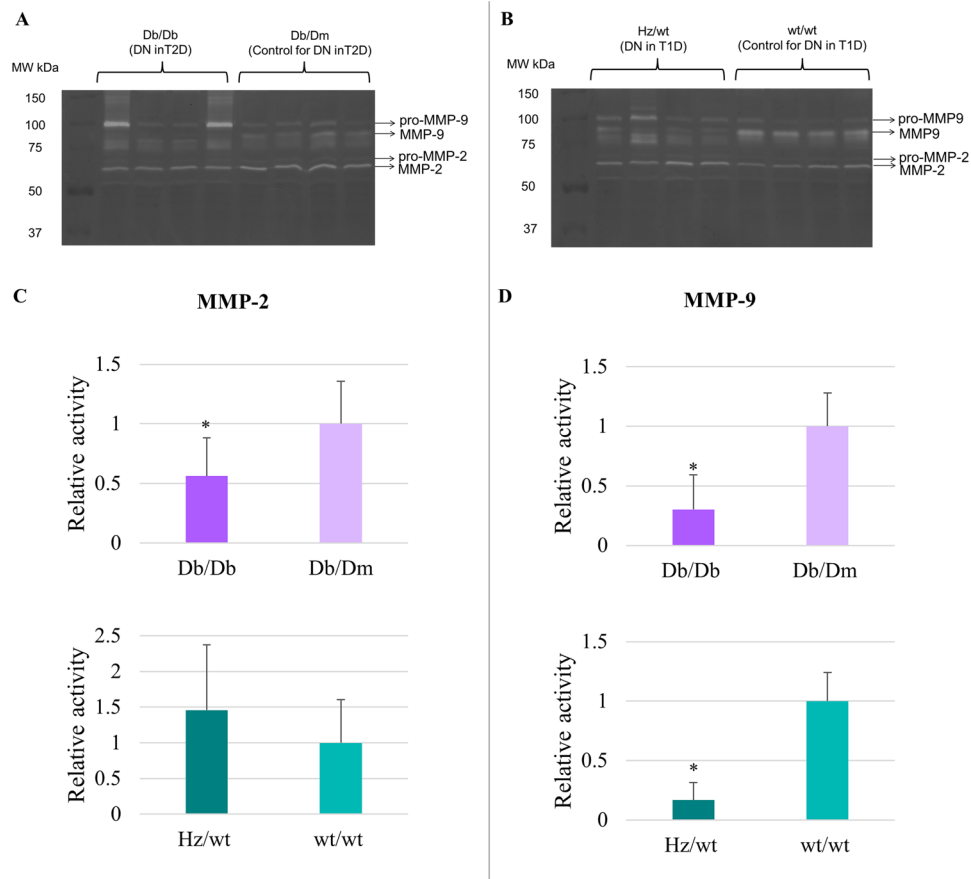 A
Db/Db
(DN inT2D)
Db/Dm
(Control for DN inT2D)
MW kDa
150
100
75
50
37
pro-MMP-9
MMP-9
pro-MMP-2
MMP-2
B
Hz/wt
(DN in T1D)
wt/wt
(Control for DN in T1D)
MW kDa
150
100
75
50
37
pro-MMP9
MMP9
pro-MMP-2
MMP-2
C
MMP-2
Relative activity
1.5
1
0.5
0
*
Db/Db
Db/Dm
Relative activity
2.5
2
1.5
1
0.5
0
Hz/wt
wt/wt
D
MMP-9
Relative activity
1.5
1
0.5
0
*
Db/Db
Db/Dm
Relative activity
1.5
1
0.5
0
*
Hz/wt
wt/wt